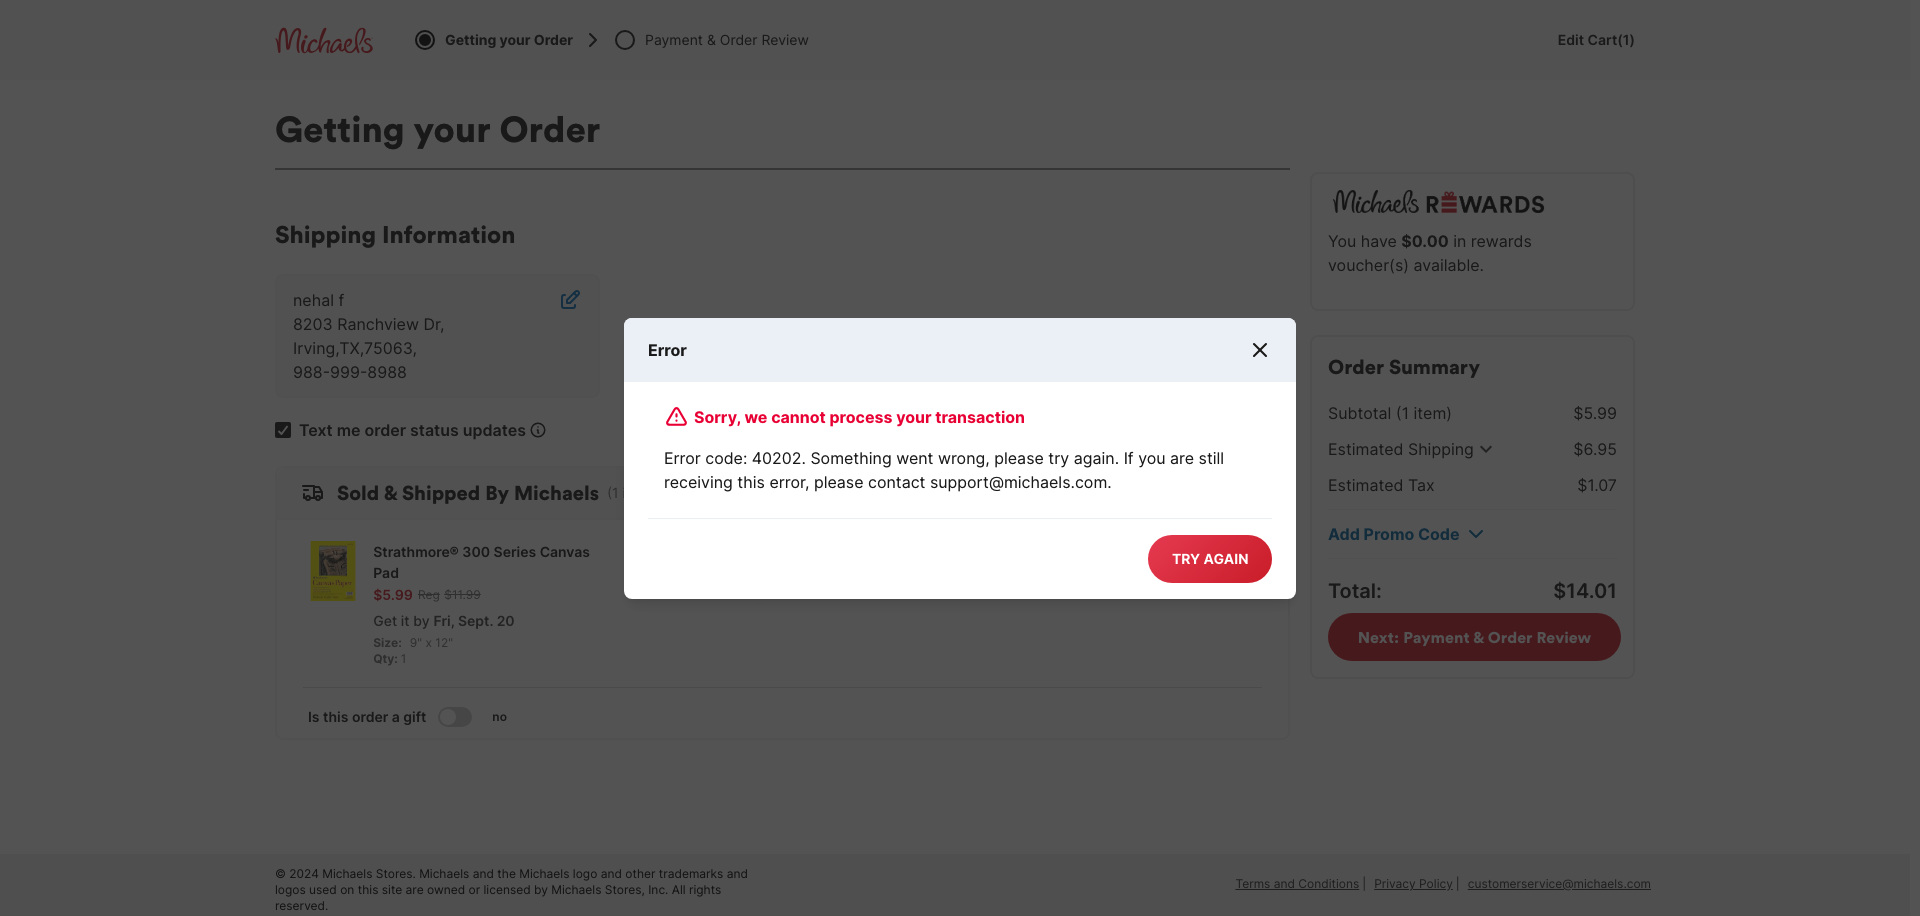 Michaels
Getting your Order
Payment & Order Review
Edit Cart(1)
Getting your Order
Shipping Information
nehal f
8203 Ranchview Dr,
Irving,TX,75063,
988-999-8988
Text me order status updates
Sold & Shipped By Michaels (1
Strathmore® 300 Series Canvas
Pad
$5.99 Reg $11.99
Get it by Fri, Sept. 20
Size: 9" x 12"
Qty: 1
Is this order a gift
no
Error
Sorry, we cannot process your transaction
Error code: 40202. Something went wrong, please try again. If you are still
receiving this error, please contact support@michaels.com.
TRY AGAIN
Michaels REWARDS
You have $0.00 in rewards
voucher(s) available.
Order Summary
Subtotal (1 item) $5.99
Estimated Shipping $6.95
Estimated Tax $1.07
Add Promo Code
Total: $14.01
Next: Payment & Order Review
© 2024 Michaels Stores. Michaels and the Michaels logo and other trademarks and
logos used on this site are owned or licensed by Michaels Stores, Inc. All rights
reserved.
Terms and Conditions | Privacy Policy | customerservice@michaels.com